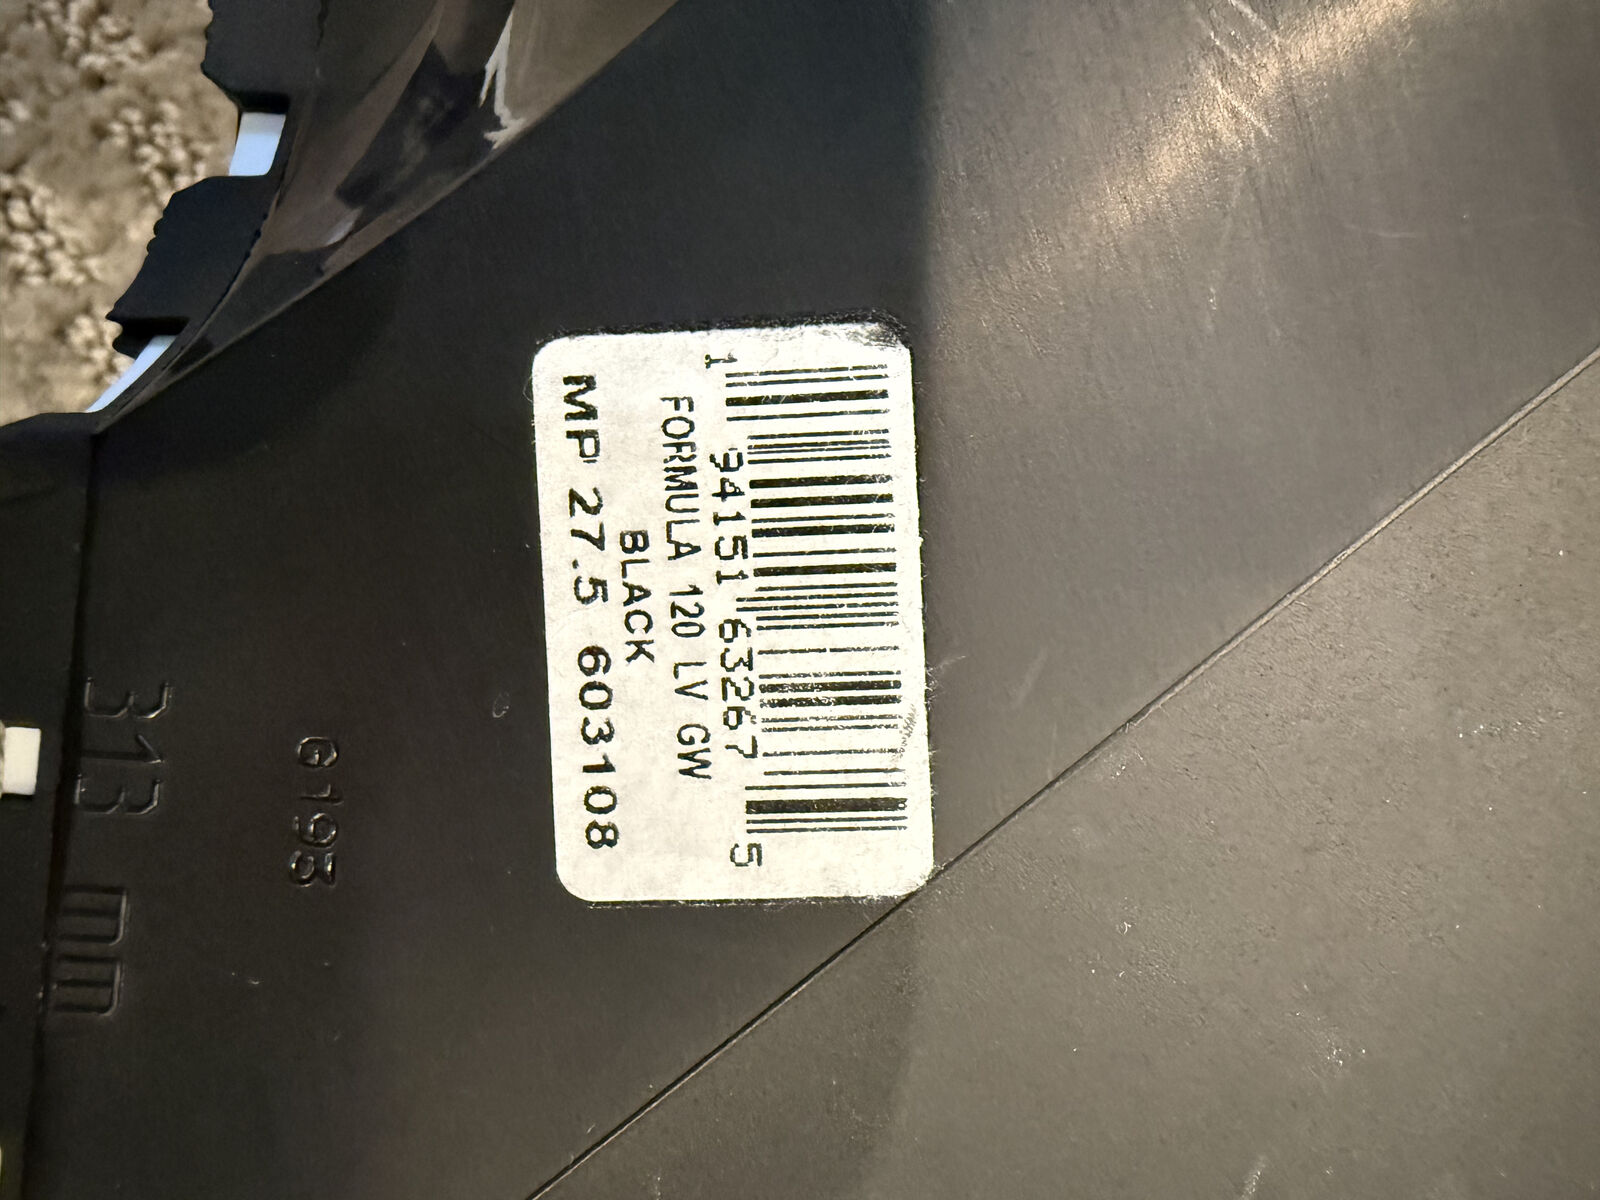 1 94151 63267 5
FORMULA 120 LV GW
BLACK
MP 27.5 603108
G193
313 mm